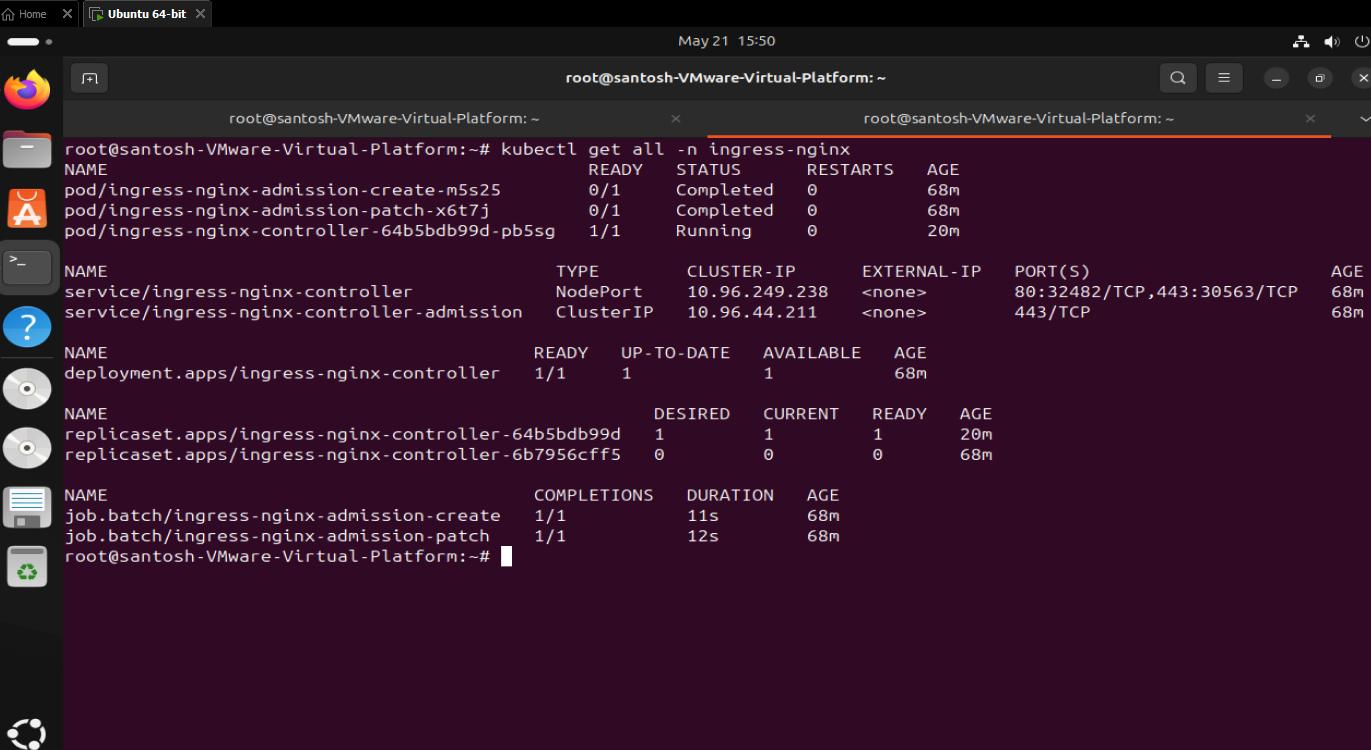 Home
Ubuntu 64-bit
May 21 15:50
root@santosh-VMware-Virtual-Platform: ~
root@santosh-VMware-Virtual-Platform: ~
root@santosh-VMware-Virtual-Platform: ~
root@santosh-VMware-Virtual-Platform:~# kubectl get all -n ingress-nginx
NAME READY STATUS RESTARTS AGE
pod/ingress-nginx-admission-create-m5s25 0/1 Completed 0 68m
pod/ingress-nginx-admission-patch-x6t7j 0/1 Completed 0 68m
pod/ingress-nginx-controller-64b5bdb99d-pb5sg 1/1 Running 0 20m
NAME TYPE CLUSTER-IP EXTERNAL-IP PORT(S) AGE
service/ingress-nginx-controller NodePort 10.96.249.238 <none> 80:32482/TCP,443:30563/TCP 68m
service/ingress-nginx-controller-admission ClusterIP 10.96.44.211 <none> 443/TCP 68m
NAME READY UP-TO-DATE AVAILABLE AGE
deployment.apps/ingress-nginx-controller 1/1 1 1 68m
NAME DESIRED CURRENT READY AGE
replicaset.apps/ingress-nginx-controller-64b5bdb99d 1 1 1 20m
replicaset.apps/ingress-nginx-controller-6b7956cff5 0 0 0 68m
NAME COMPLETIONS DURATION AGE
job.batch/ingress-nginx-admission-create 1/1 11s 68m
job.batch/ingress-nginx-admission-patch 1/1 12s 68m
root@santosh-VMware-Virtual-Platform:~#